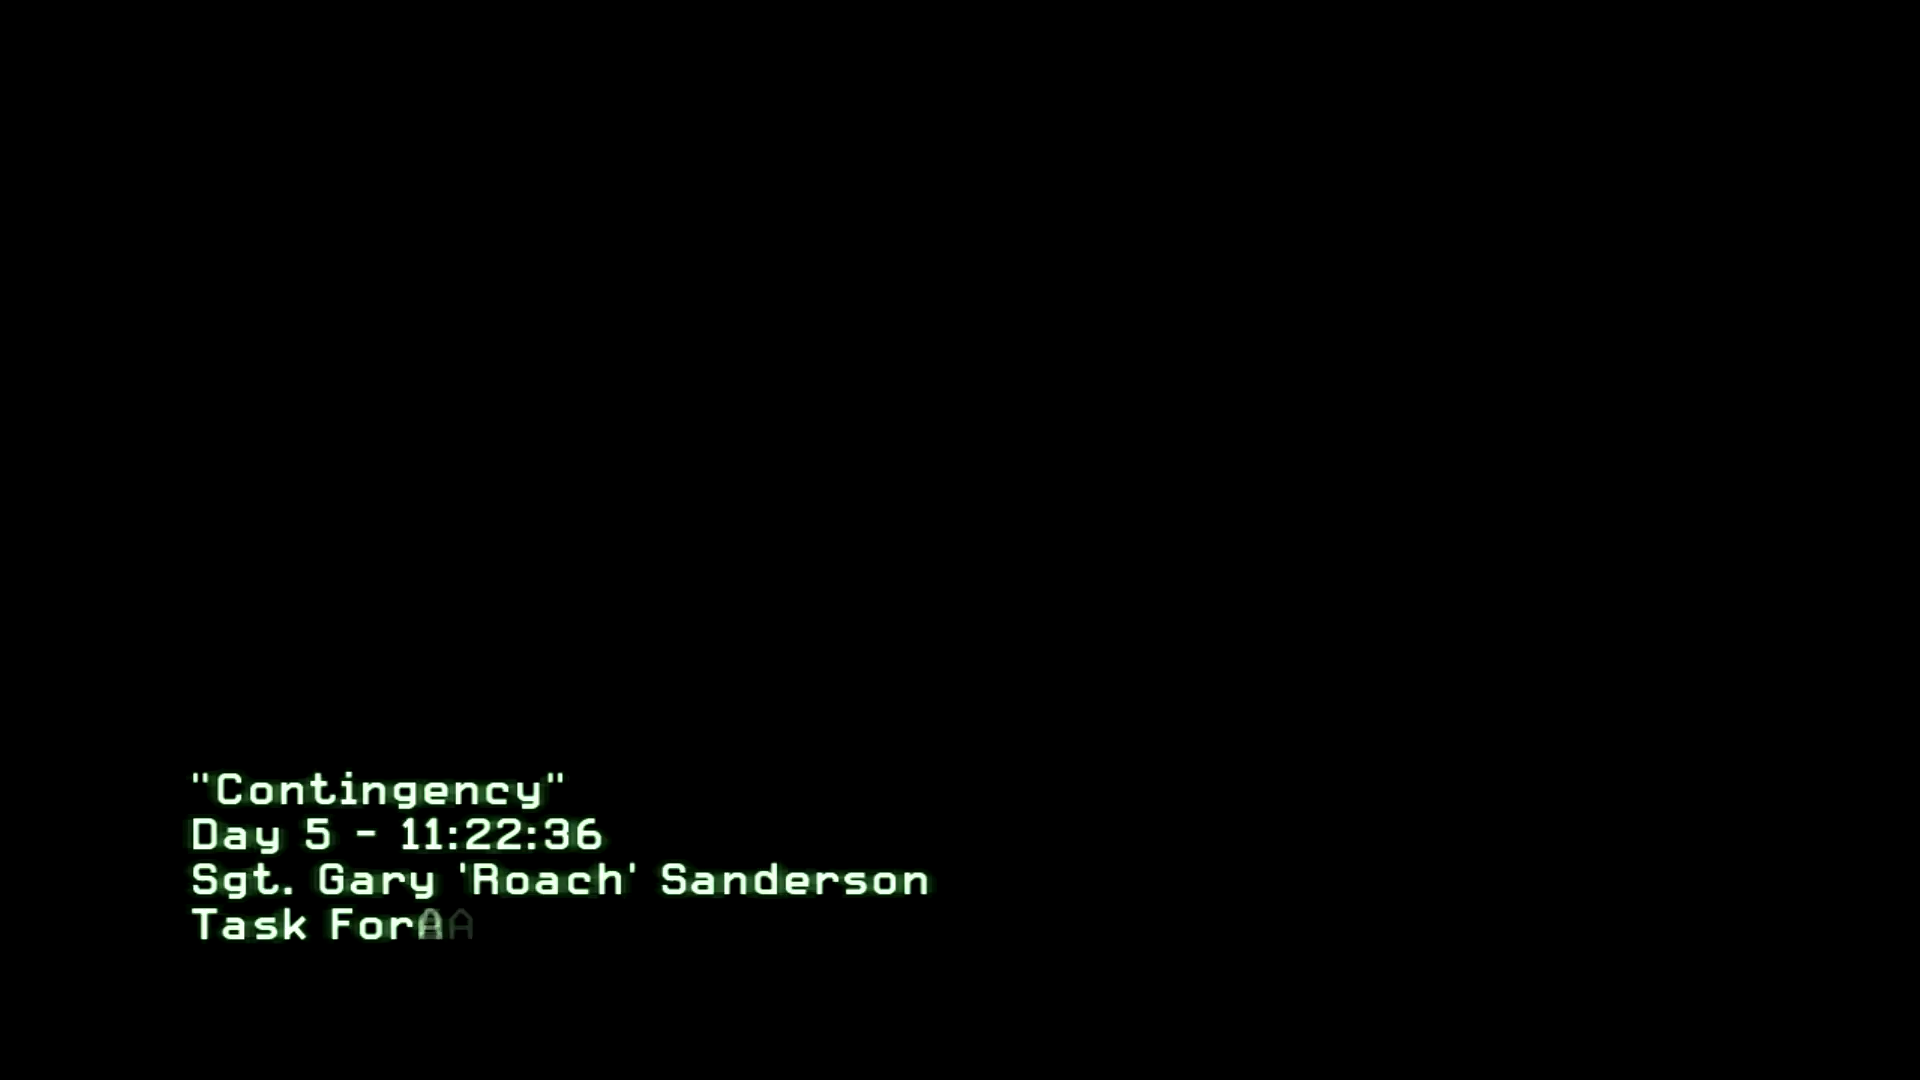 "Contingency"
Day 5 - 11:22:36
Sgt. Gary 'Roach' Sanderson
Task For